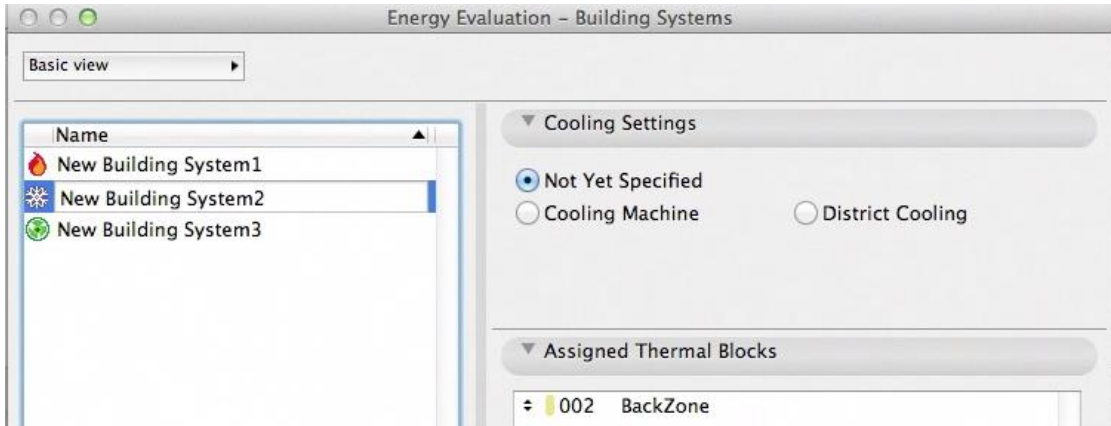 Energy Evaluation – Building Systems
Basic view
Name
New Building System1
New Building System2
New Building System3
Cooling Settings
Not Yet Specified
Cooling Machine
District Cooling
Assigned Thermal Blocks
002 BackZone